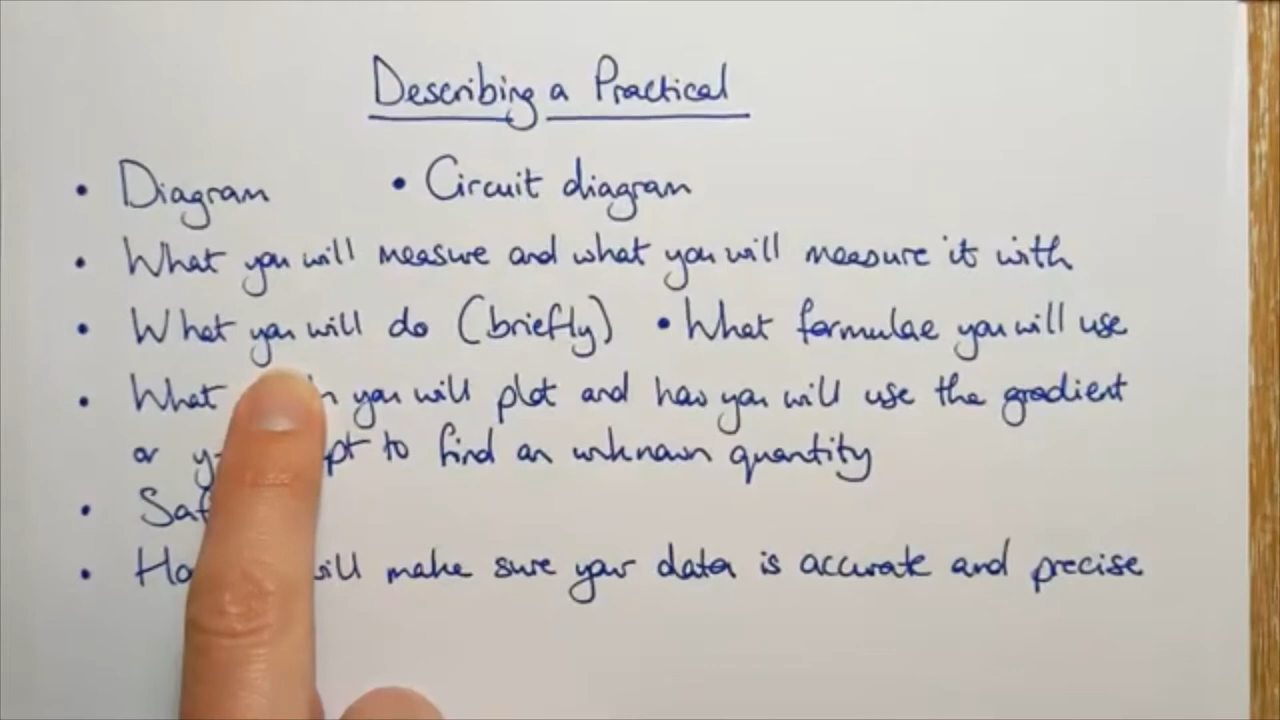 Describing a Practical
• Diagram • Circuit diagram
• What you will measure and what you will measure it with
• What you will do (briefly) • What formulae you will use
• What you will plot and how you will use the gradient
or to find an unknown quantity
•
• will make sure your data is accurate and precise